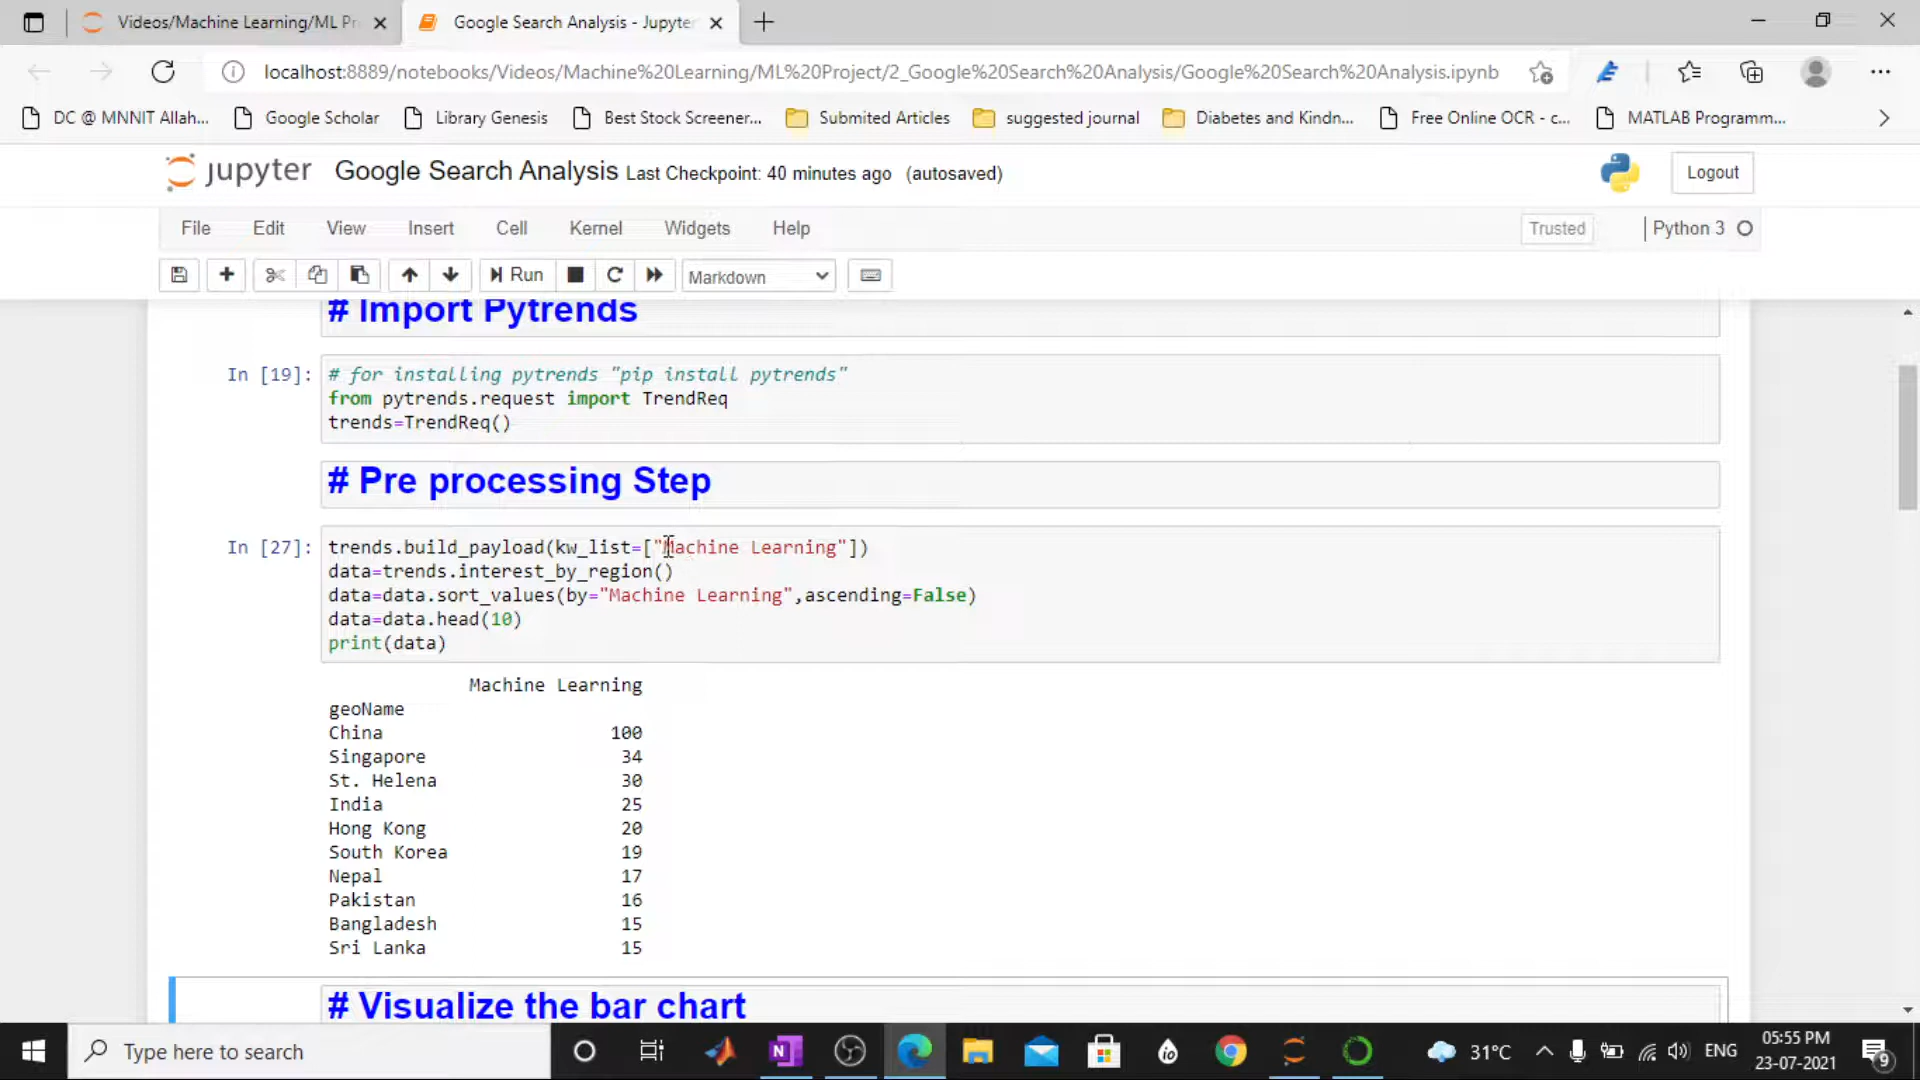 Videos/Machine Learning/ML Pr
Google Search Analysis - Jupyter
localhost:8889/notebooks/Videos/Machine%20Learning/ML%20Project/2_Google%20Search%20Analysis/Google%20Search%20Analysis.ipynb
DC @ MNNIT Allah... Google Scholar Library Genesis Best Stock Screener... Submited Articles suggested journal Diabetes and Kindn... Free Online OCR - c... MATLAB Programm...
jupyter Google Search Analysis Last Checkpoint: 40 minutes ago (autosaved) Logout
File Edit View Insert Cell Kernel Widgets Help Trusted Python 3
Run Markdown
# Import Pytrends
In [19]: # for installing pytrends "pip install pytrends"
from pytrends.request import TrendReq
trends=TrendReq()
# Pre processing Step
In [27]: trends.build_payload(kw_list=["Machine Learning"])
data=trends.interest_by_region()
data=data.sort_values(by="Machine Learning",ascending=False)
data=data.head(10)
print(data)
Machine Learning
geoName
China 100
Singapore 34
St. Helena 30
India 25
Hong Kong 20
South Korea 19
Nepal 17
Pakistan 16
Bangladesh 15
Sri Lanka 15
# Visualize the bar chart
Type here to search
N
io
31°C
ENG
05:55 PM
23-07-2021
9